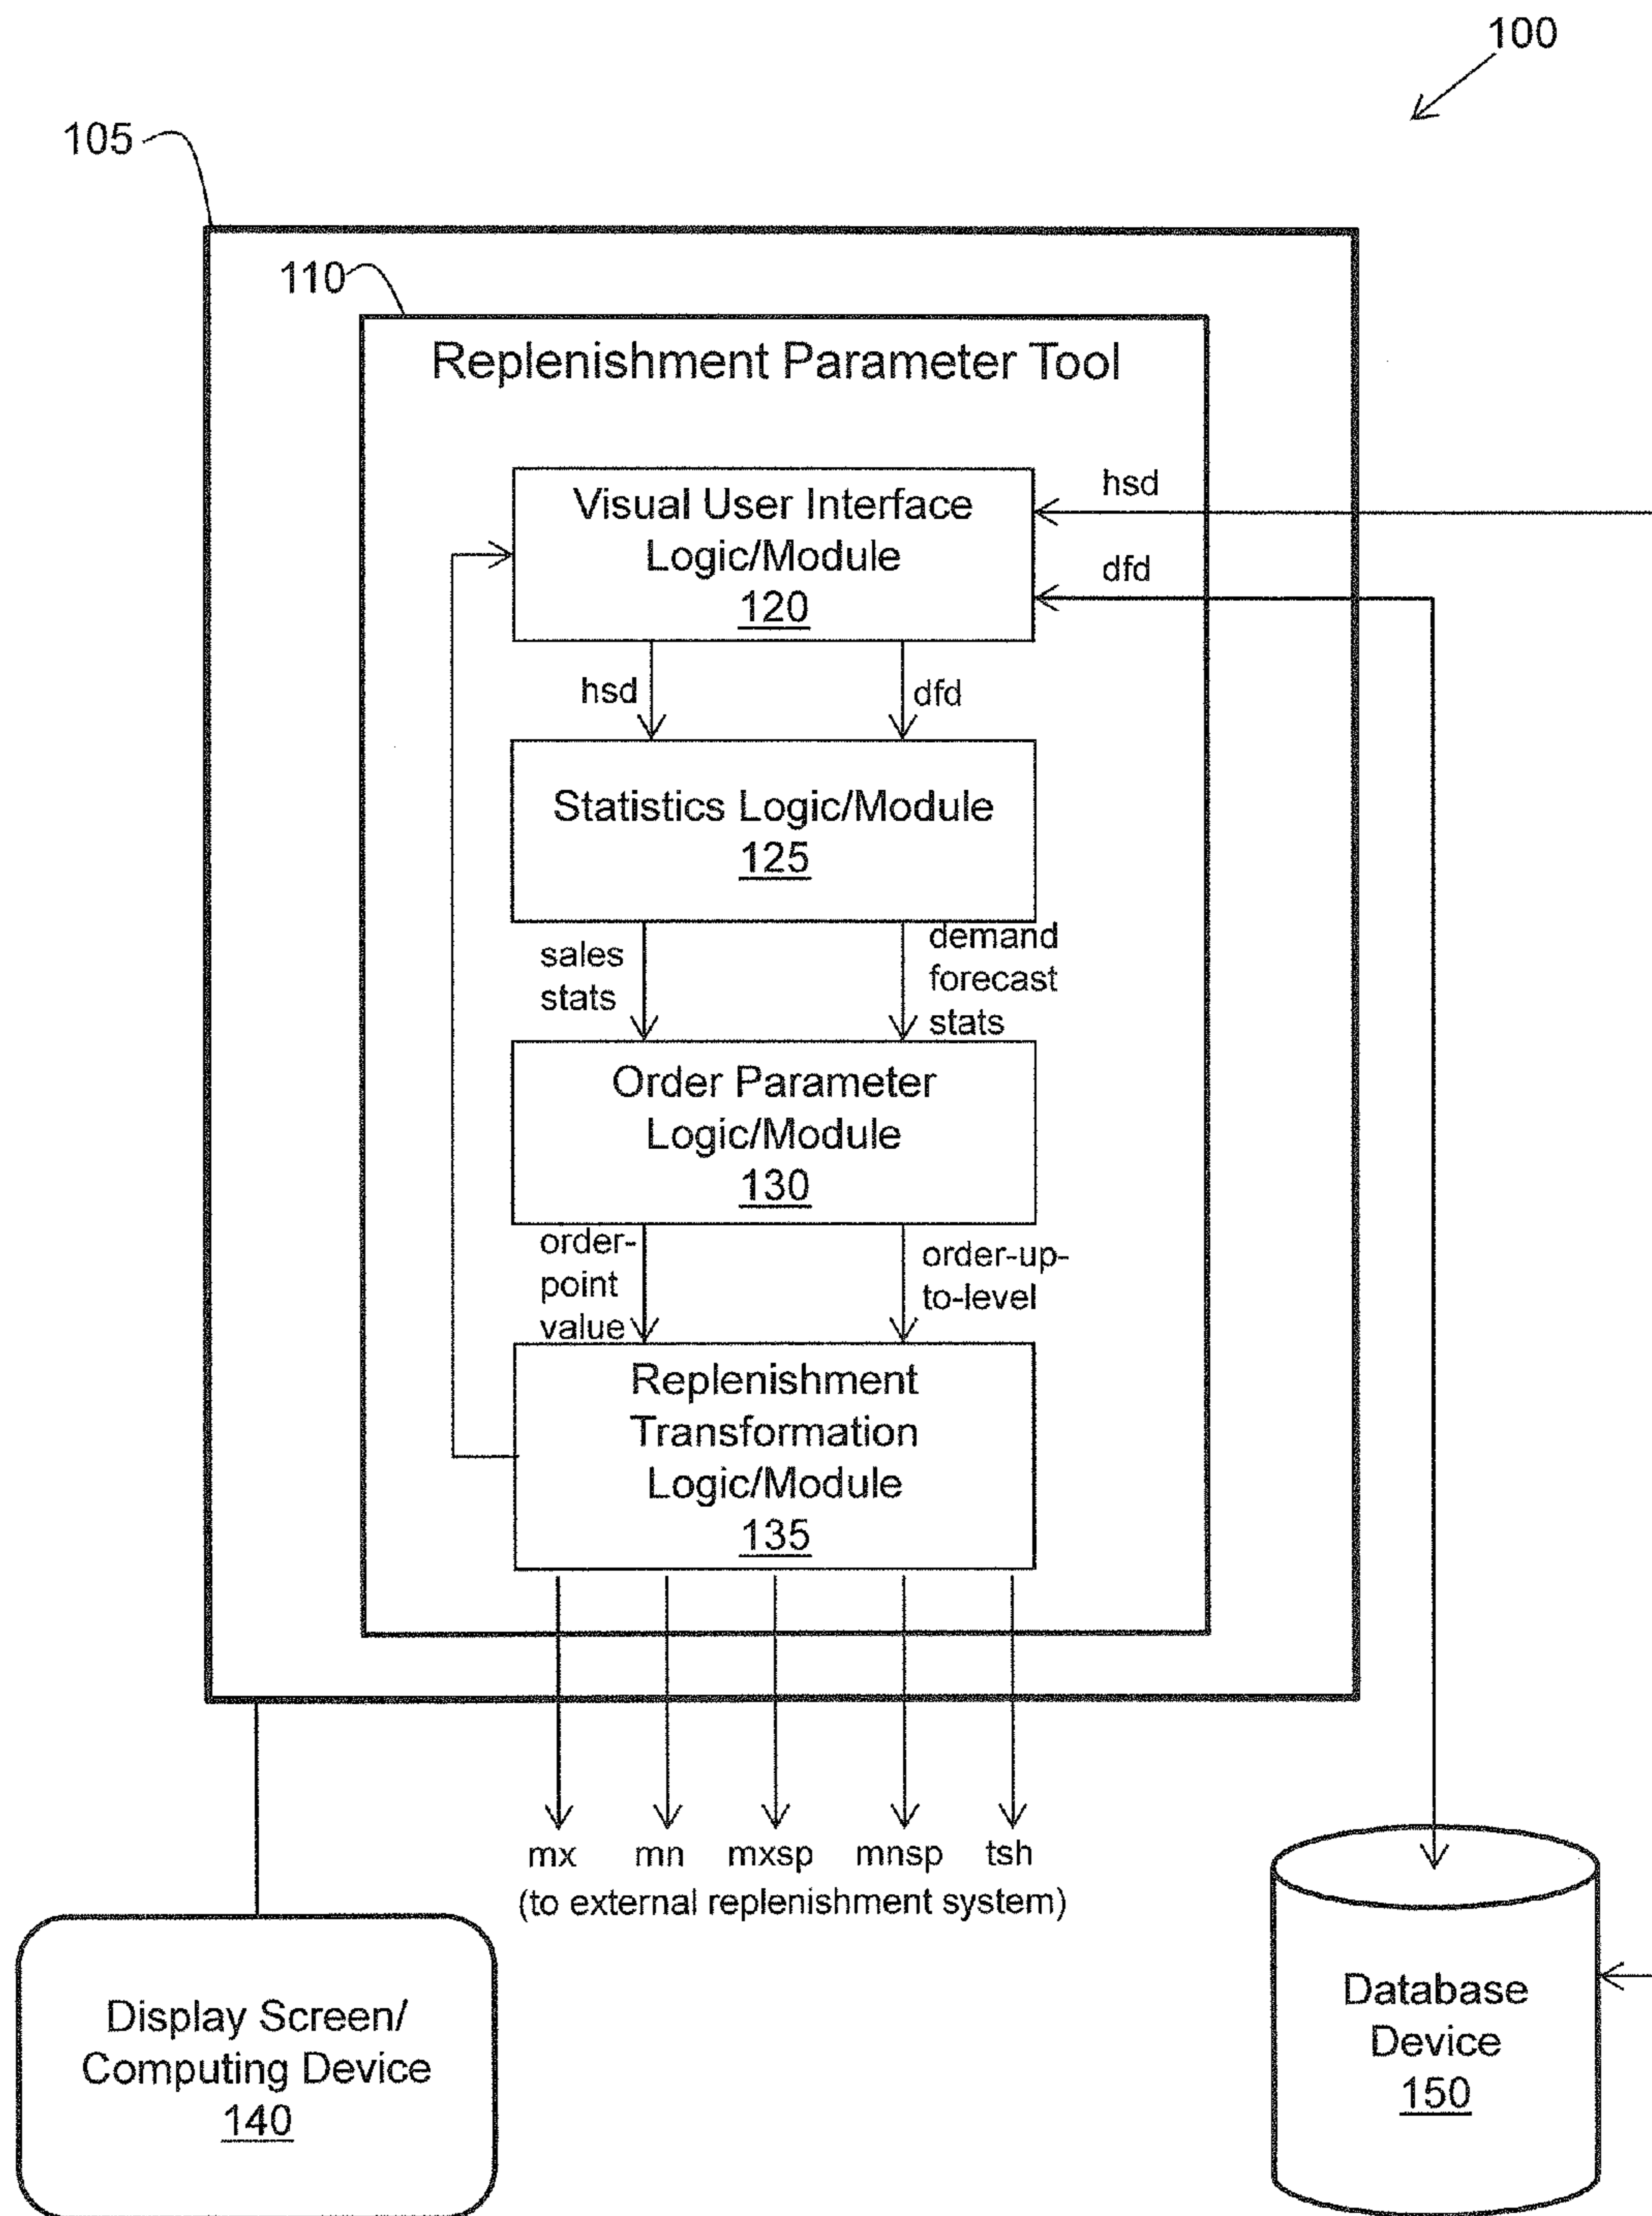 100
105
110
Replenishment Parameter Tool
Visual User Interface
Logic/Module
120
hsd
dfd
hsd
dfd
Statistics Logic/Module
125
sales
stats
demand
forecast
stats
Order Parameter
Logic/Module
130
order-
point
value
order-up-
to-level
Replenishment
Transformation
Logic/Module
135
mx
mn
mxsp
mnsp
tsh
(to external replenishment system)
Display Screen/
Computing Device
140
Database
Device
150